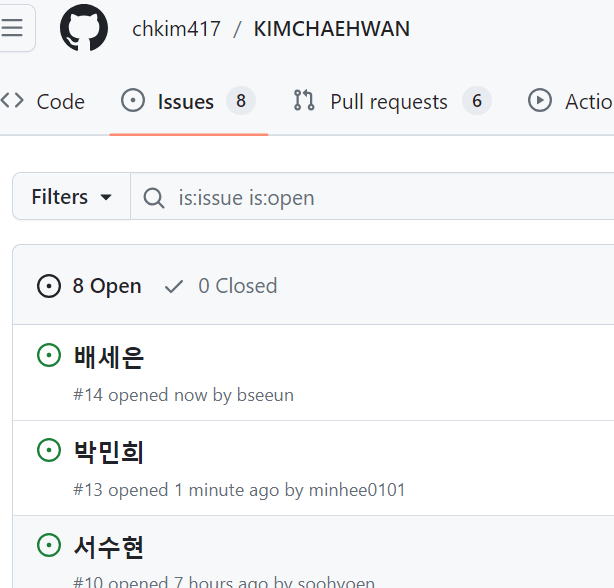 chkim417 / KIMCHAEHWAN
Code Issues 8 Pull requests 6 Actio
Filters is:issue is:open
8 Open 0 Closed
배세은
#14 opened now by bseeun
박민희
#13 opened 1 minute ago by minhee0101
서수현
#10 opened 7 hours ago by soohyoen